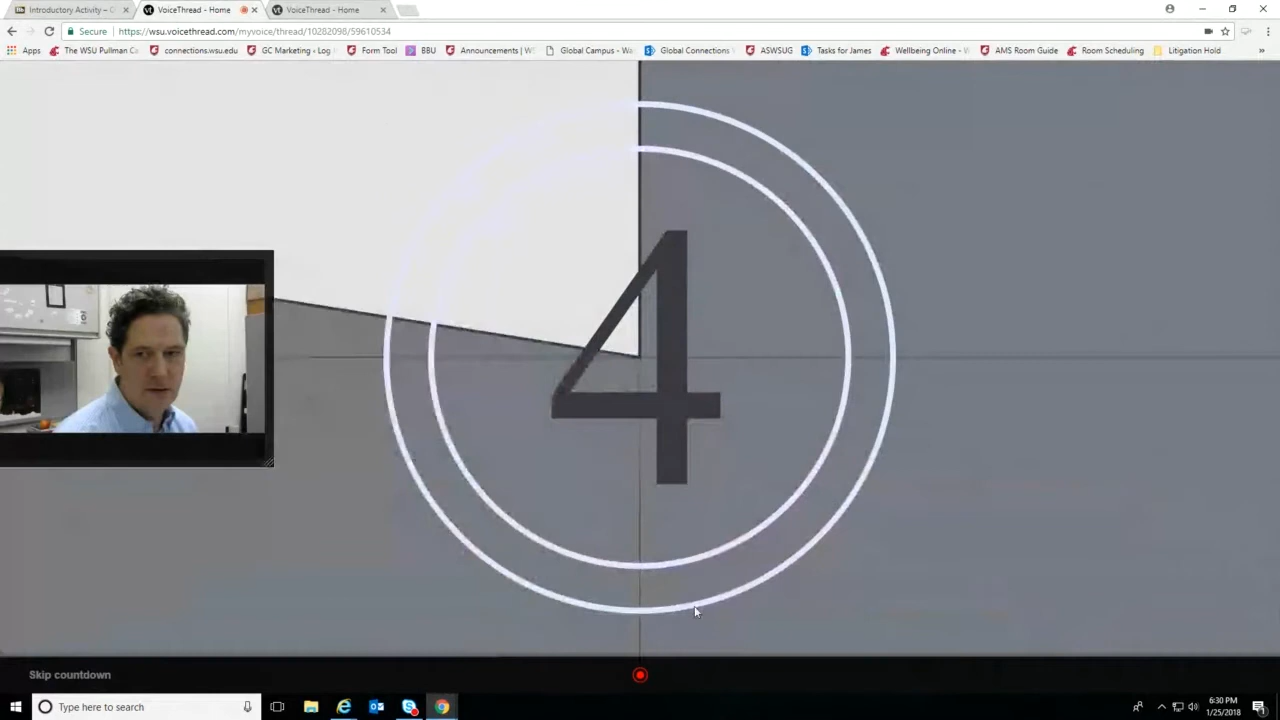 Introductory Activity – C
VoiceThread - Home
VoiceThread - Home
Secure
https://wsu.voicethread.com/myvoice/thread/10282098/59610534
Apps
The WSU Pullman Ca
connections.wsu.edu
GC Marketing - Log
Form Tool
BBU
Announcements | W
Global Campus - Wa
Global Connections
ASWSUG
Tasks for James
Wellbeing Online - W
AMS Room Guide
Room Scheduling
Litigation Hold
»
4
Skip countdown
Type here to search
6:30 PM
1/25/2018